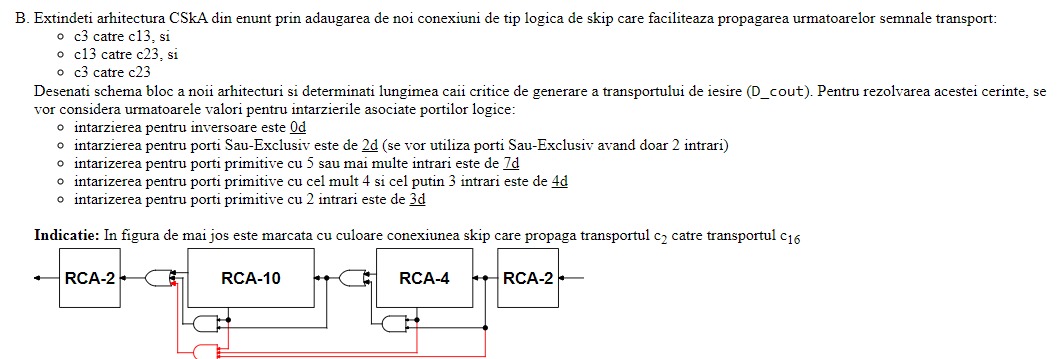 B. Extindeti arhitectura CSkA din enunt prin adaugarea de noi conexiuni de tip logica de skip care faciliteaza propagarea urmatoarelor semnale transport:
c3 catre c13, si
c13 catre c23, si
c3 catre c23
Desenati schema bloc a noii arhitecturi si determinati lungimea caii critice de generare a transportului de iesire (D_cout). Pentru rezolvarea acestei cerinte, se
vor considera urmatoarele valori pentru intarzierile asociate portilor logice:
intarzierea pentru inversoare este 0d
intarzierea pentru porti Sau-Exclusiv este de 2d (se vor utiliza porti Sau-Exclusiv avand doar 2 intrari)
intarizerea pentru porti primitive cu 5 sau mai multe intrari este de 7d
intarizerea pentru porti primitive cu cel mult 4 si cel putin 3 intrari este de 4d
intarizerea pentru porti primitive cu 2 intrari este de 3d
Indicatie: In figura de mai jos este marcata cu culoare conexiunea skip care propaga transportul c2 catre transportul c16
RCA-2 RCA-10 RCA-4 RCA-2